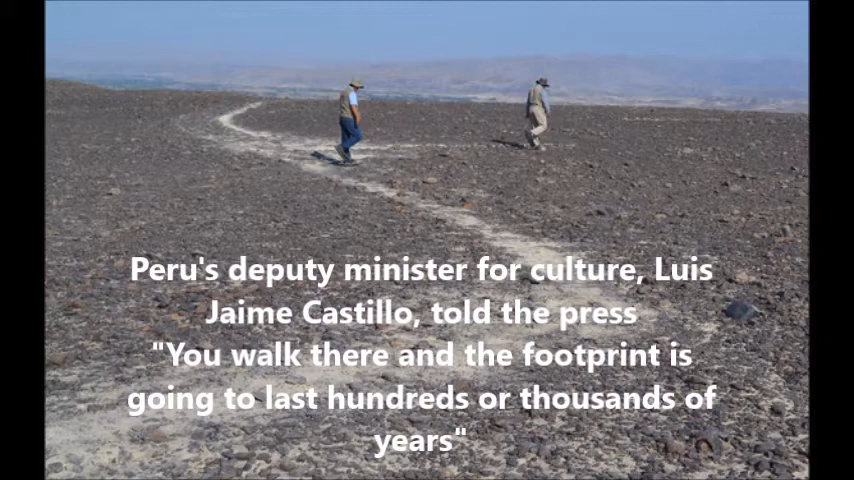 Peru's deputy minister for culture, Luis
Jaime Castillo, told the press
"You walk there and the footprint is
going to last hundreds or thousands of
years"